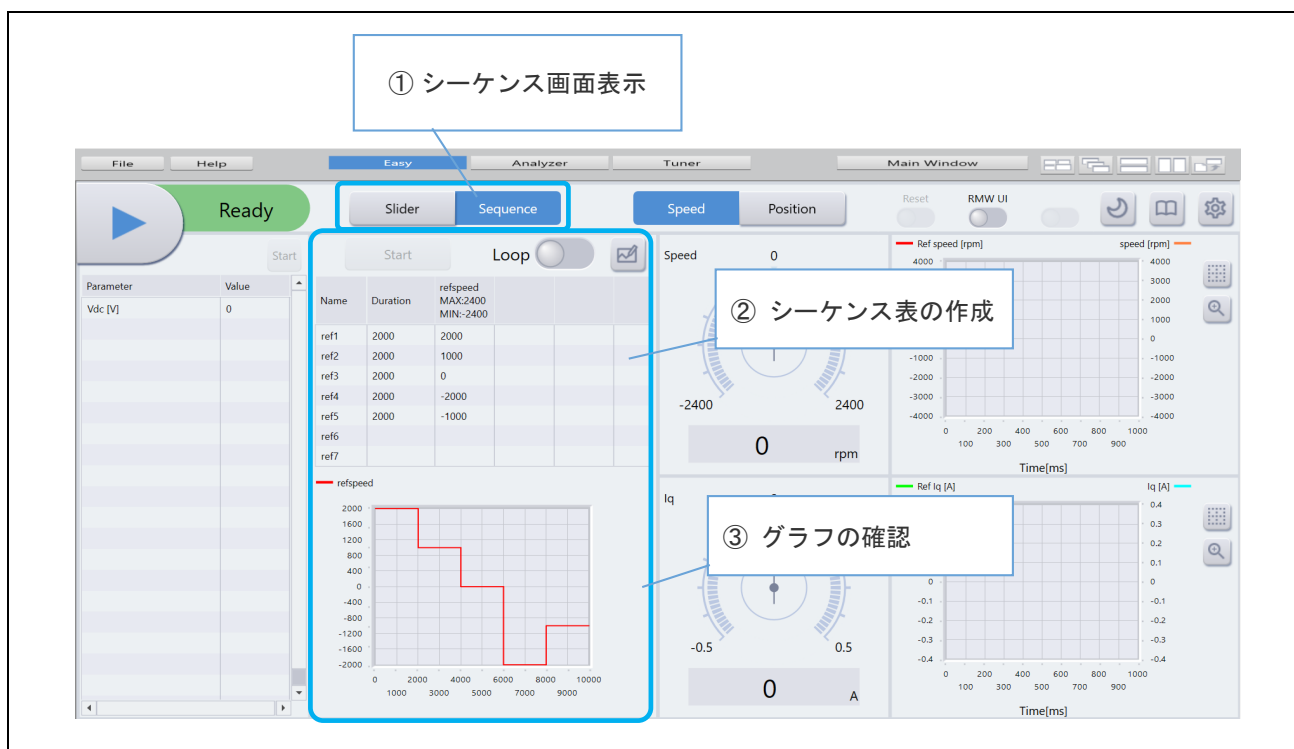 ① シーケンス画面表示
File Help Easy Analyzer Tuner Main Window
Ready
Slider Sequence
Speed Position
Reset RMW UI
Start
Parameter Value
Vdc [V] 0
Start Loop
Name Duration refspeed
MAX:2400
MIN:-2400
ref1 2000 2000
ref2 2000 1000
ref3 2000 0
ref4 2000 -2000
ref5 2000 -1000
ref6
ref7
refspeed
2000
1600
1200
800
400
0
-400
-800
-1200
-1600
-2000
0 2000 4000 6000 8000 10000
1000 3000 5000 7000 9000
Speed 0
② シーケンス表の作成
-2400 2400
0 rpm
Ref speed [rpm] speed [rpm]
4000 4000
3000
2000
1000
0
-1000 -1000
-2000 -2000
-3000 -3000
-4000 -4000
0 200 400 600 800 1000
100 300 500 700 900
Time[ms]
Iq
③ グラフの確認
-0.5 0.5
0 A
Ref Iq [A] Iq [A]
0.4
0.3
0.2
0.1
0 0
-0.1 -0.1
-0.2 -0.2
-0.3 -0.3
-0.4 -0.4
0 200 400 600 800 1000
100 300 500 700 900
Time[ms]